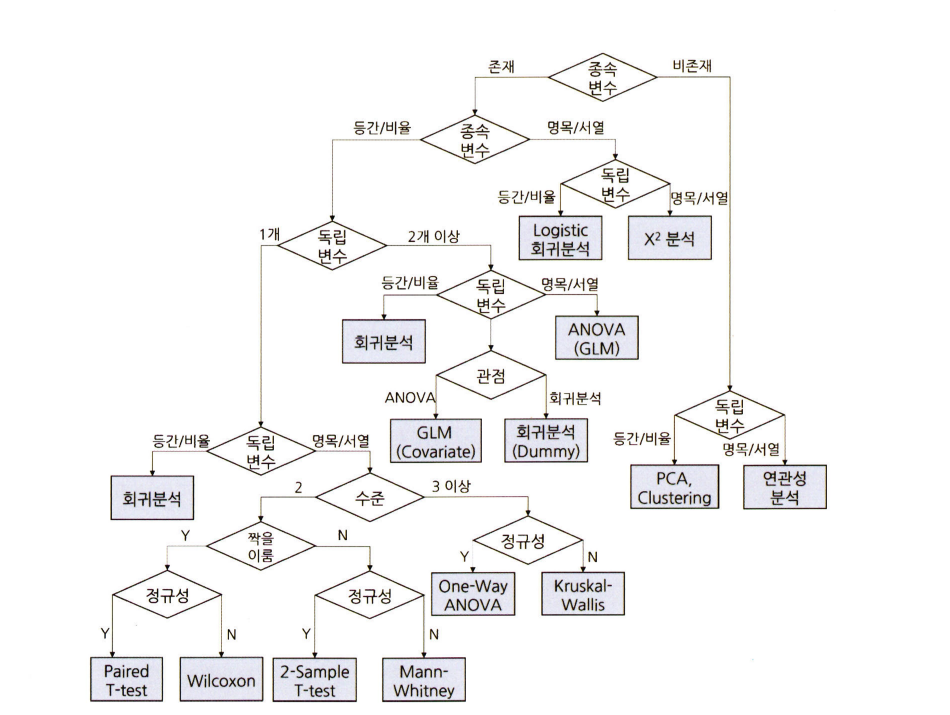 종속
변수
존재
비존재
종속
변수
등간/비율
명목/서열
독립
변수
등간/비율
명목/서열
Logistic
회귀분석
X² 분석
독립
변수
1개
2개 이상
독립
변수
등간/비율
명목/서열
회귀분석
ANOVA
(GLM)
관점
ANOVA
회귀분석
GLM
(Covariate)
회귀분석
(Dummy)
독립
변수
등간/비율
명목/서열
PCA,
Clustering
연관성
분석
독립
변수
등간/비율
명목/서열
회귀분석
수준
2
3 이상
짝을
이룸
Y
N
정규성
Y
N
One-Way
ANOVA
Kruskal-
Wallis
정규성
Y
N
정규성
Y
N
Paired
T-test
Wilcoxon
2-Sample
T-test
Mann-
Whitney